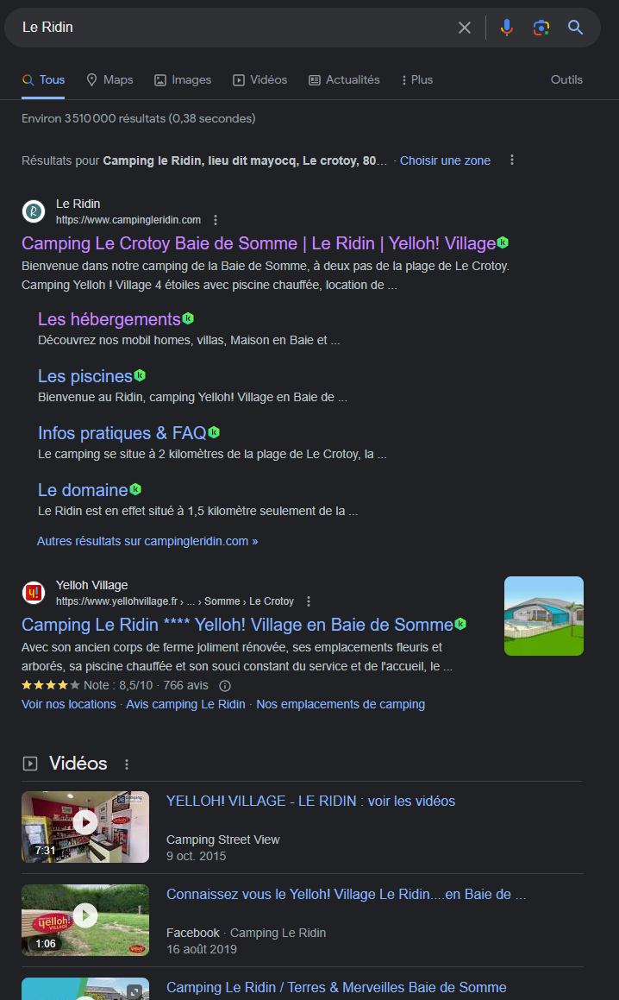 Le Ridin
Tous
Maps
Images
Vidéos
Actualités
Plus
Outils
Environ 3 510 000 résultats (0,38 secondes)
Résultats pour Camping le Ridin, lieu dit mayocq, Le crotoy, 80... · Choisir une zone
Le Ridin
https://www.campingleridin.com
Camping Le Crotoy Baie de Somme | Le Ridin | Yelloh! Village
Bienvenue dans notre camping de la Baie de Somme, à deux pas de la plage de Le Crotoy.
Camping Yelloh ! Village 4 étoiles avec piscine chauffée, location de ...
Les hébergements
Découvrez nos mobil homes, villas, Maison en Baie et ...
Les piscines
Bienvenue au Ridin, camping Yelloh! Village en Baie de ...
Infos pratiques & FAQ
Le camping se situe à 2 kilomètres de la plage de Le Crotoy, la ...
Le domaine
Le Ridin est en effet situé à 1,5 kilomètre seulement de la ...
Autres résultats sur campingleridin.com »
Yelloh Village
https://www.yellohvillage.fr › ... › Somme › Le Crotoy
Camping Le Ridin **** Yelloh! Village en Baie de Somme
Avec son ancien corps de ferme joliment rénovée, ses emplacements fleuris et
arborés, sa piscine chauffée et son souci constant du service et de l'accueil, le ...
Note : 8,5/10 · 766 avis
Voir nos locations · Avis camping Le Ridin · Nos emplacements de camping
Vidéos
7:31
YELLOH! VILLAGE - LE RIDIN : voir les vidéos
Camping Street View
9 oct. 2015
yelloh!
VILLAGE
1:06
Connaissez vous le Yelloh! Village Le Ridin....en Baie de ...
Facebook · Camping Le Ridin
16 août 2019
Camping Le Ridin / Terres & Merveilles Baie de Somme